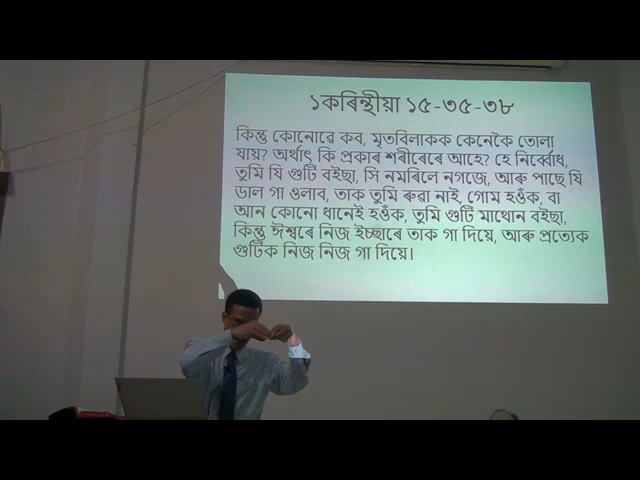 ১কৰিন্থীয়া ১৫-৩৫-৩৮
কিন্তু কোনোৱে কব, মৃতবিলাকক কেনেকৈ তোলা
যায়? অৰ্থাৎ কি প্ৰকাৰ শৰীৰেৰে আহে? হে নিৰ্ব্বোধ,
তুমি যি গুটি বইছা, সি নমৰিলে নগজে, আৰু পাছে যি
ডাল গা ওলাব, তাক তুমি ৰুৱা নাই, গোম হওঁক, বা
আন কোনো ধানেই হওঁক, তুমি গুটি মাথোন বইছা,
কিন্তু ঈশ্বৰে নিজ ইচ্ছাৰে তাক গা দিয়ে, আৰু প্ৰত্যেক
গুটিক নিজ নিজ গা দিয়ে।